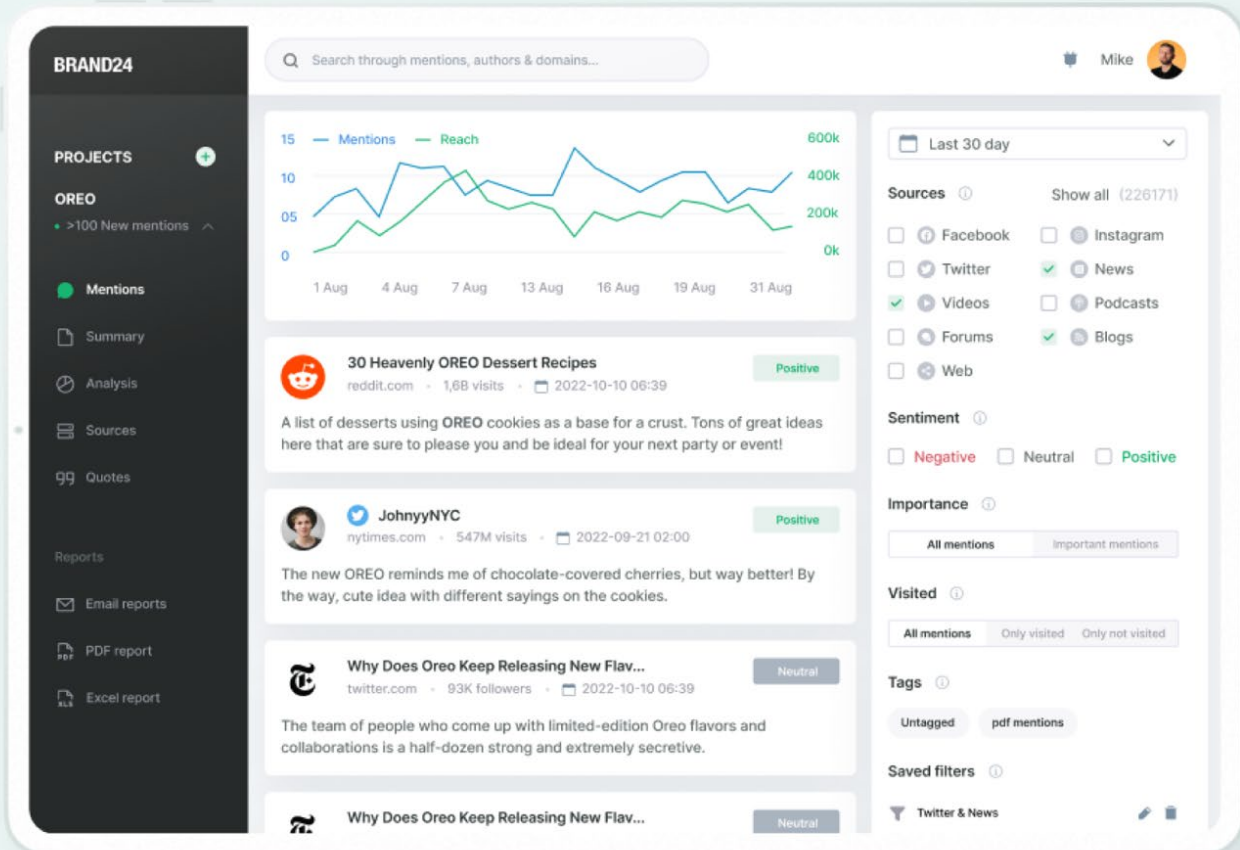 BRAND24
PROJECTS
OREO
>100 New mentions
Mentions
Summary
Analysis
Sources
Quotes
Reports
Email reports
PDF report
Excel report
Search through mentions, authors & domains...
Mike
15 Mentions Reach 600k
10 400k
05 200k
0 0k
1 Aug 4 Aug 7 Aug 13 Aug 16 Aug 19 Aug 31 Aug
30 Heavenly OREO Dessert Recipes Positive
reddit.com • 1,6B visits • 2022-10-10 06:39
A list of desserts using OREO cookies as a base for a crust. Tons of great ideas
here that are sure to please you and be ideal for your next party or event!
JohnyyNYC Positive
nytimes.com • 547M visits • 2022-09-21 02:00
The new OREO reminds me of chocolate-covered cherries, but way better! By
the way, cute idea with different sayings on the cookies.
Why Does Oreo Keep Releasing New Flav... Neutral
twitter.com • 93K followers • 2022-10-10 06:39
The team of people who come up with limited-edition Oreo flavors and
collaborations is a half-dozen strong and extremely secretive.
Why Does Oreo Keep Releasing New Flav... Neutral
Last 30 day
Sources Show all (226171)
Facebook Instagram
Twitter News
Videos Podcasts
Forums Blogs
Web
Sentiment
Negative Neutral Positive
Importance
All mentions Important mentions
Visited
All mentions Only visited Only not visited
Tags
Untagged pdf mentions
Saved filters
Twitter & News